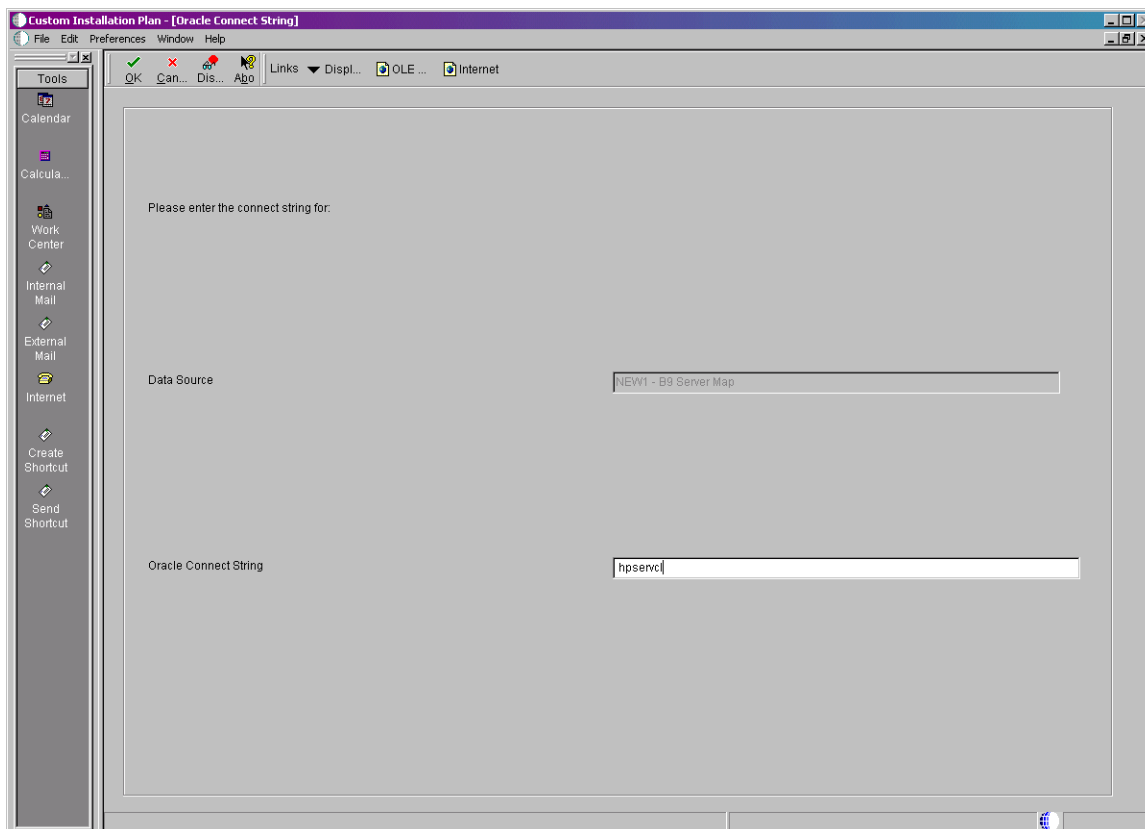 Custom Installation Plan - [Oracle Connect String]
File Edit Preferences Window Help
Tools
OK Can... Dis... Abo Links Displ... OLE ... Internet
Calendar
Calcula...
Work
Center
Internal
Mail
External
Mail
Internet
Create
Shortcut
Send
Shortcut
Please enter the connect string for:
Data Source NEW1 - B9 Server Map
Oracle Connect String hpservcl